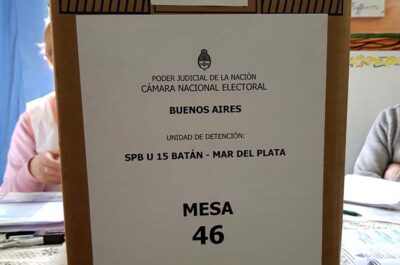 PODER JUDICIAL DE LA NACIÓN
CÁMARA NACIONAL ELECTORAL
BUENOS AIRES
UNIDAD DE DETENCIÓN:
SPB U 15 BATÁN - MAR DEL PLATA
MESA
46